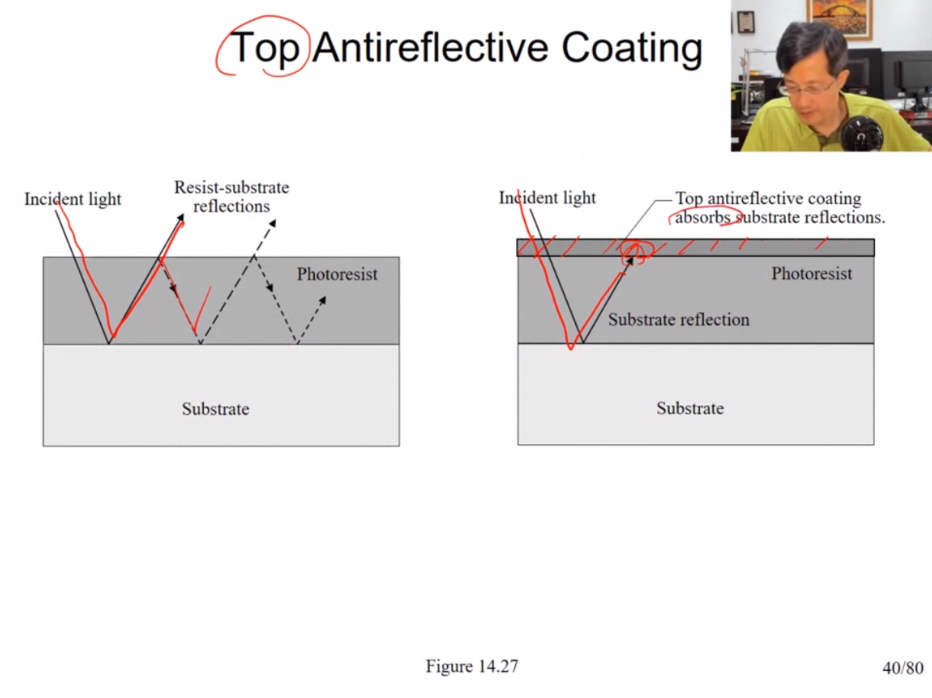 Top Antireflective Coating
Incident light
Resist-substrate
reflections
Photoresist
Substrate
Incident light
Top antireflective coating
absorbs substrate reflections.
Photoresist
Substrate reflection
Substrate
Figure 14.27
40/80